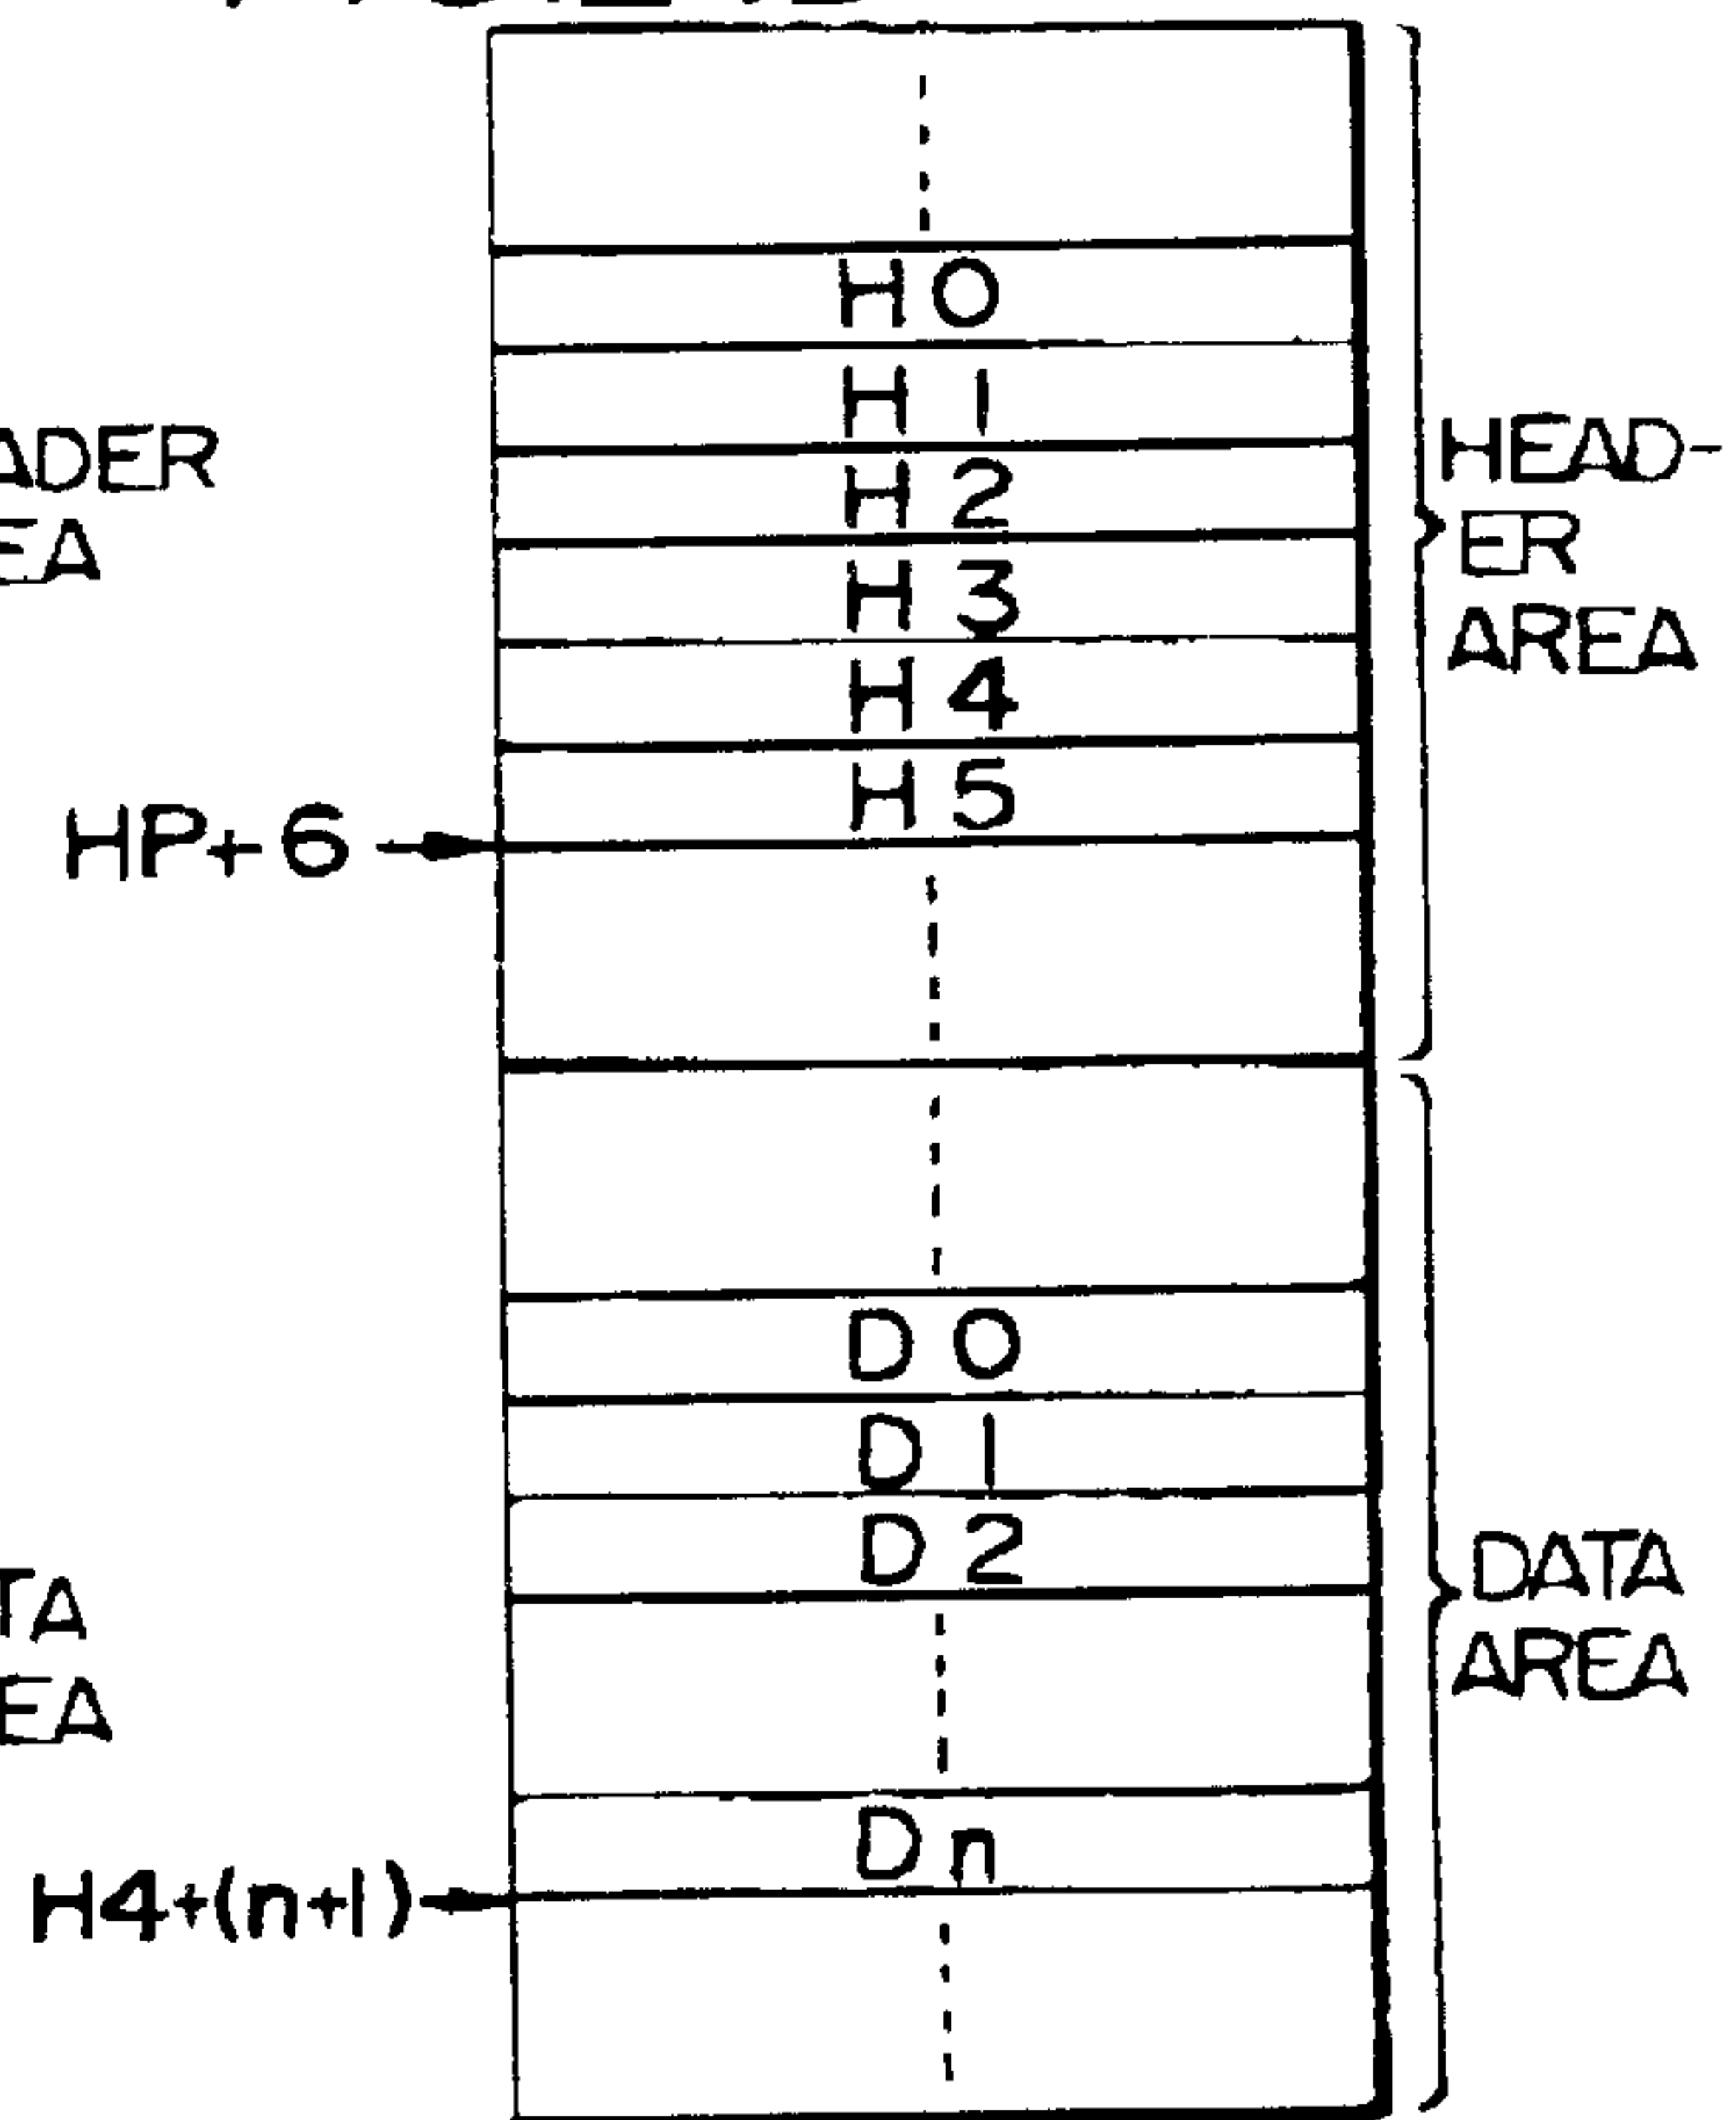 H0
H1
H2
H3
H4
H5
HP+6
HEAD-
ER
AREA
D0
D1
D2
Dn
H4+(n+1)
DATA
AREA